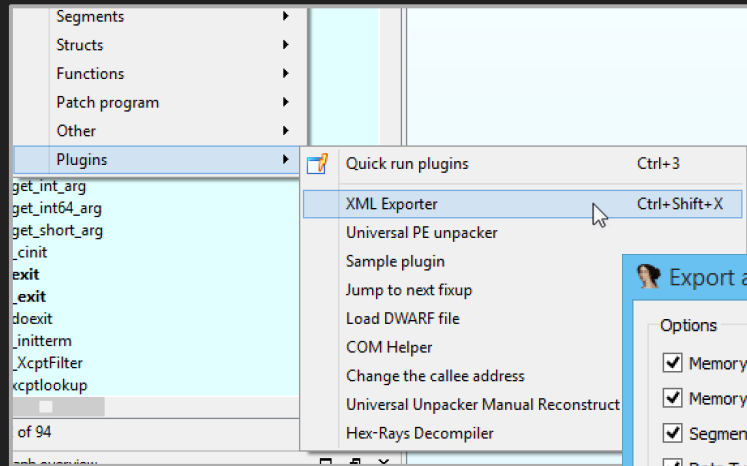 Segments
Structs
Functions
Patch program
Other
Plugins
Quick run plugins Ctrl+3
XML Exporter Ctrl+Shift+X
Universal PE unpacker
Sample plugin
Jump to next fixup
Load DWARF file
COM Helper
Change the callee address
Universal Unpacker Manual Reconstruct
Hex-Rays Decompiler
get_int_arg
get_int64_arg
get_short_arg
_cinit
exit
_exit
doexit
_initterm
_XcptFilter
xcptlookup
of 94
Export a
Options
Memory
Memory
Segmen